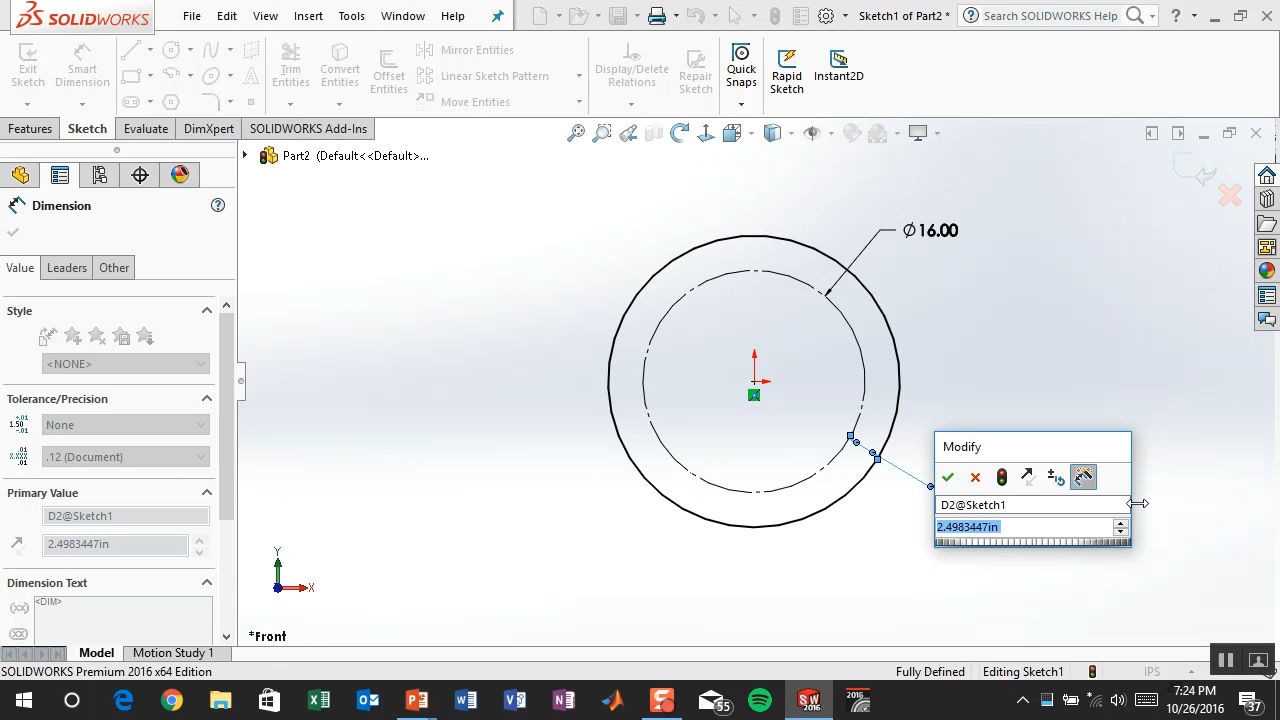 SOLIDWORKS
File Edit View Insert Tools Window Help
Sketch1 of Part2 *
Search SOLIDWORKS Help
Exit Sketch
Smart Dimension
Trim Entities
Convert Entities
Offset Entities
Mirror Entities
Linear Sketch Pattern
Move Entities
Display/Delete Relations
Repair Sketch
Quick Snaps
Rapid Sketch
Instant2D
Features Sketch Evaluate DimXpert SOLIDWORKS Add-Ins
Part2 (Default<<Default>...
Dimension
Value Leaders Other
Style
<NONE>
Tolerance/Precision
None
.12 (Document)
Primary Value
D2@Sketch1
2.4983447in
Dimension Text
<DIM>
∅16.00
Modify
D2@Sketch1
2.4983447in
Y
X
*Front
Model Motion Study 1
SOLIDWORKS Premium 2016 x64 Edition
Fully Defined Editing Sketch1 IPS
55
SW
2016
2016
7:24 PM
10/26/2016
37